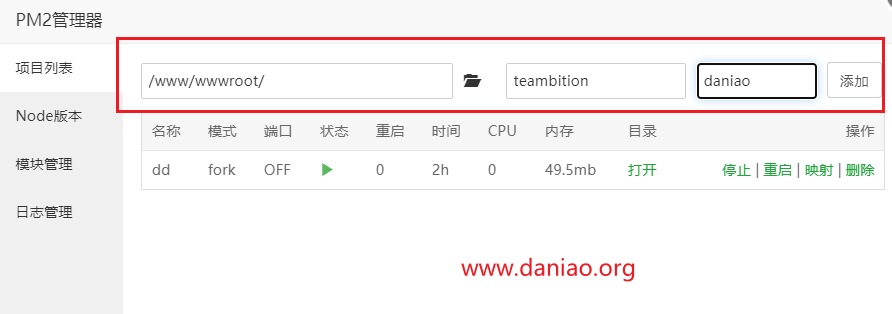 PM2管理器
项目列表
Node版本
模块管理
日志管理
/www/wwwroot/ teambition daniao 添加
名称 模式 端口 状态 重启 时间 CPU 内存 目录 操作
dd fork OFF 0 2h 0 49.5mb 打开 停止 | 重启 | 映射 | 删除
www.daniao.org